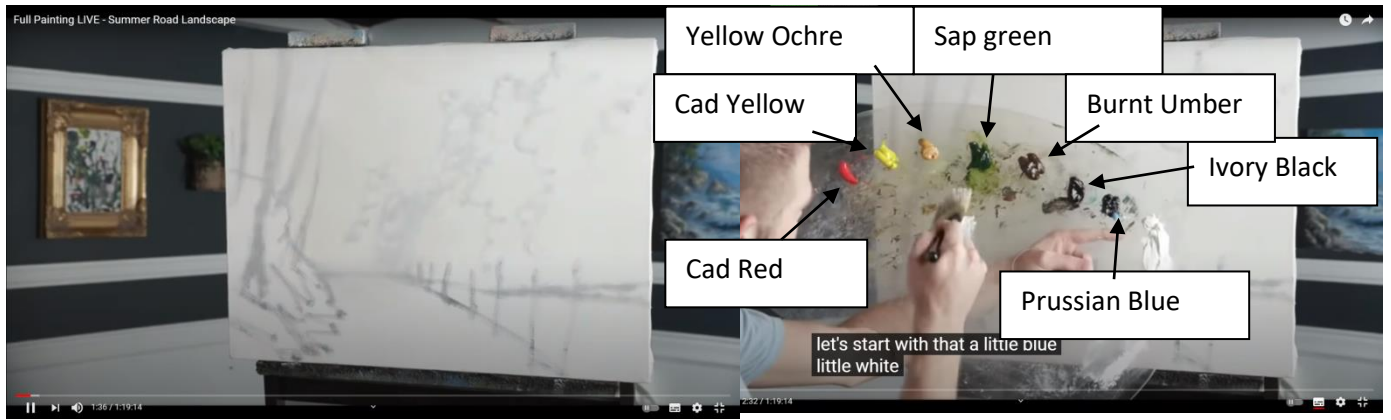 Full Painting LIVE - Summer Road Landscape
1:36 / 1:19:14
Yellow Ochre
Sap green
Cad Yellow
Burnt Umber
Ivory Black
Cad Red
Prussian Blue
let's start with that a little blue
little white
2:32 / 1:19:14